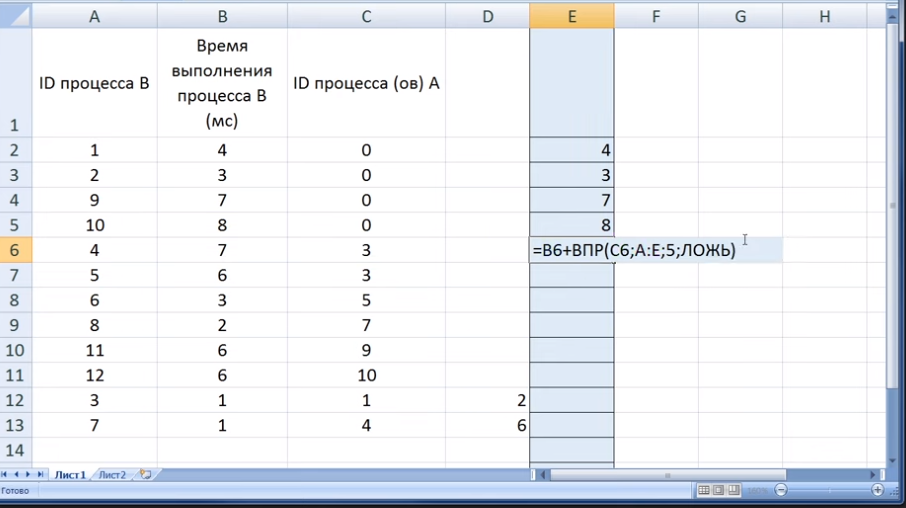 A B C D E F G H
1 ID процесса B Время выполнения процесса B (мс) ID процесса (ов) A
2 1 4 0 4
3 2 3 0 3
4 9 7 0 7
5 10 8 0 8
6 4 7 3 =B6+ВПР(C6;A:E;5;ЛОЖЬ)
7 5 6 3
8 6 3 5
9 8 2 7
10 11 6 9
11 12 6 10
12 3 1 1 2
13 7 1 4 6
14
Лист1 Лист2
Готово